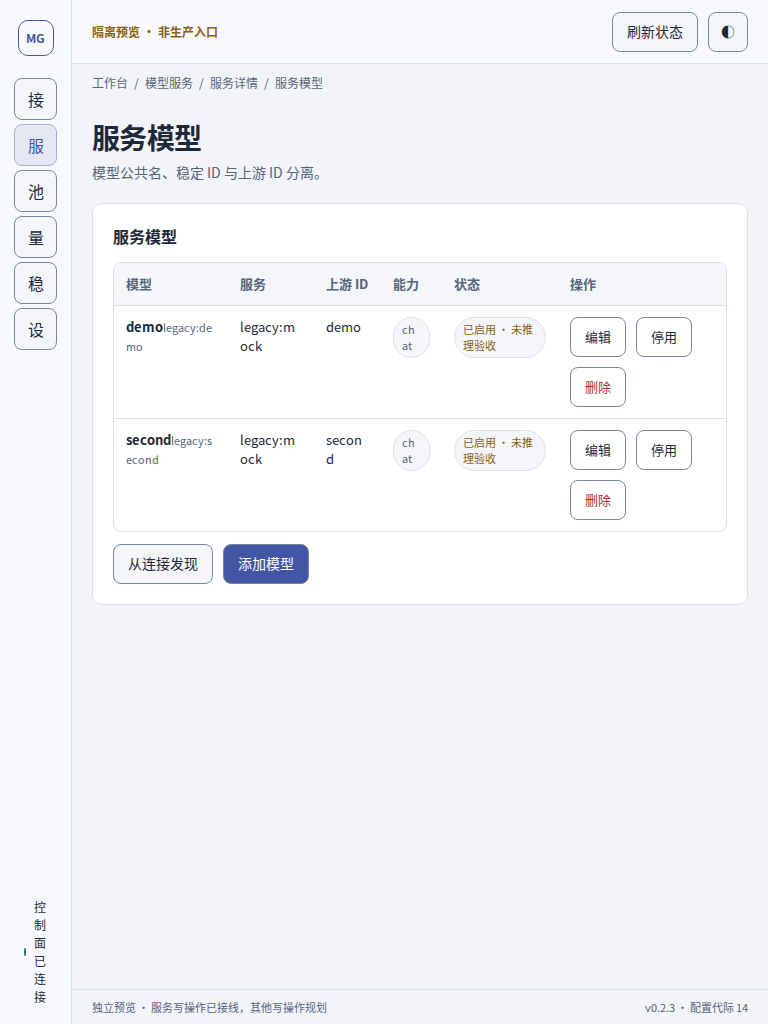 MG
接
服
池
量
稳
设
控
制
面
已
连
接
隔离预览 · 非生产入口
刷新状态
工作台 / 模型服务 / 服务详情 / 服务模型
服务模型
模型公共名、稳定 ID 与上游 ID 分离。
服务模型
模型 服务 上游 ID 能力 状态 操作
demolegacy:de
mo
legacy:m
ock
demo
ch
at
已启用 · 未推
理验收
编辑 停用
删除
secondlegacy:s
econd
legacy:m
ock
secon
d
ch
at
已启用 · 未推
理验收
编辑 停用
删除
从连接发现 添加模型
独立预览 · 服务写操作已接线，其他写操作规划
v0.2.3 · 配置代际 14